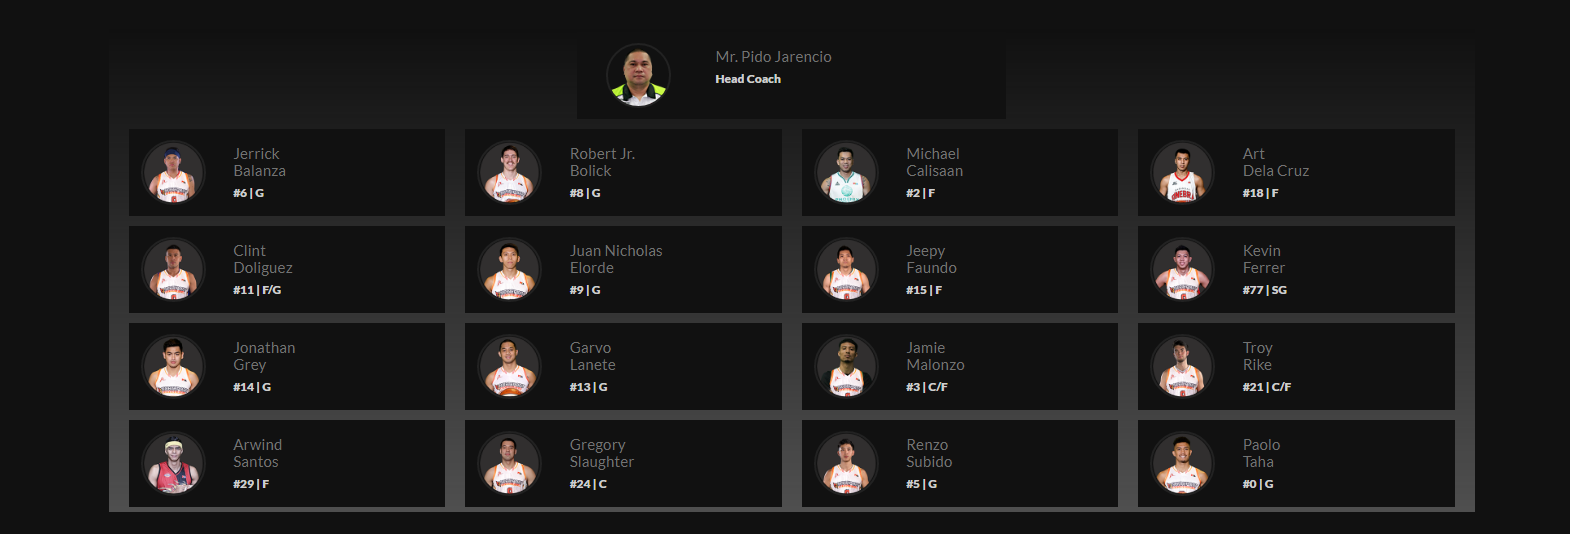 Mr. Pido Jarencio
Head Coach
Jerrick
Balanza
#6 | G
Robert Jr.
Bolick
#8 | G
Michael
Calisaan
#2 | F
Art
Dela Cruz
#18 | F
Clint
Doliguez
#11 | F/G
Juan Nicholas
Elorde
#9 | G
Jeepy
Faundo
#15 | F
Kevin
Ferrer
#77 | SG
Jonathan
Grey
#14 | G
Garvo
Lanete
#13 | G
Jamie
Malonzo
#3 | C/F
Troy
Rike
#21 | C/F
Arwind
Santos
#29 | F
Gregory
Slaughter
#24 | C
Renzo
Subido
#5 | G
Paolo
Taha
#0 | G